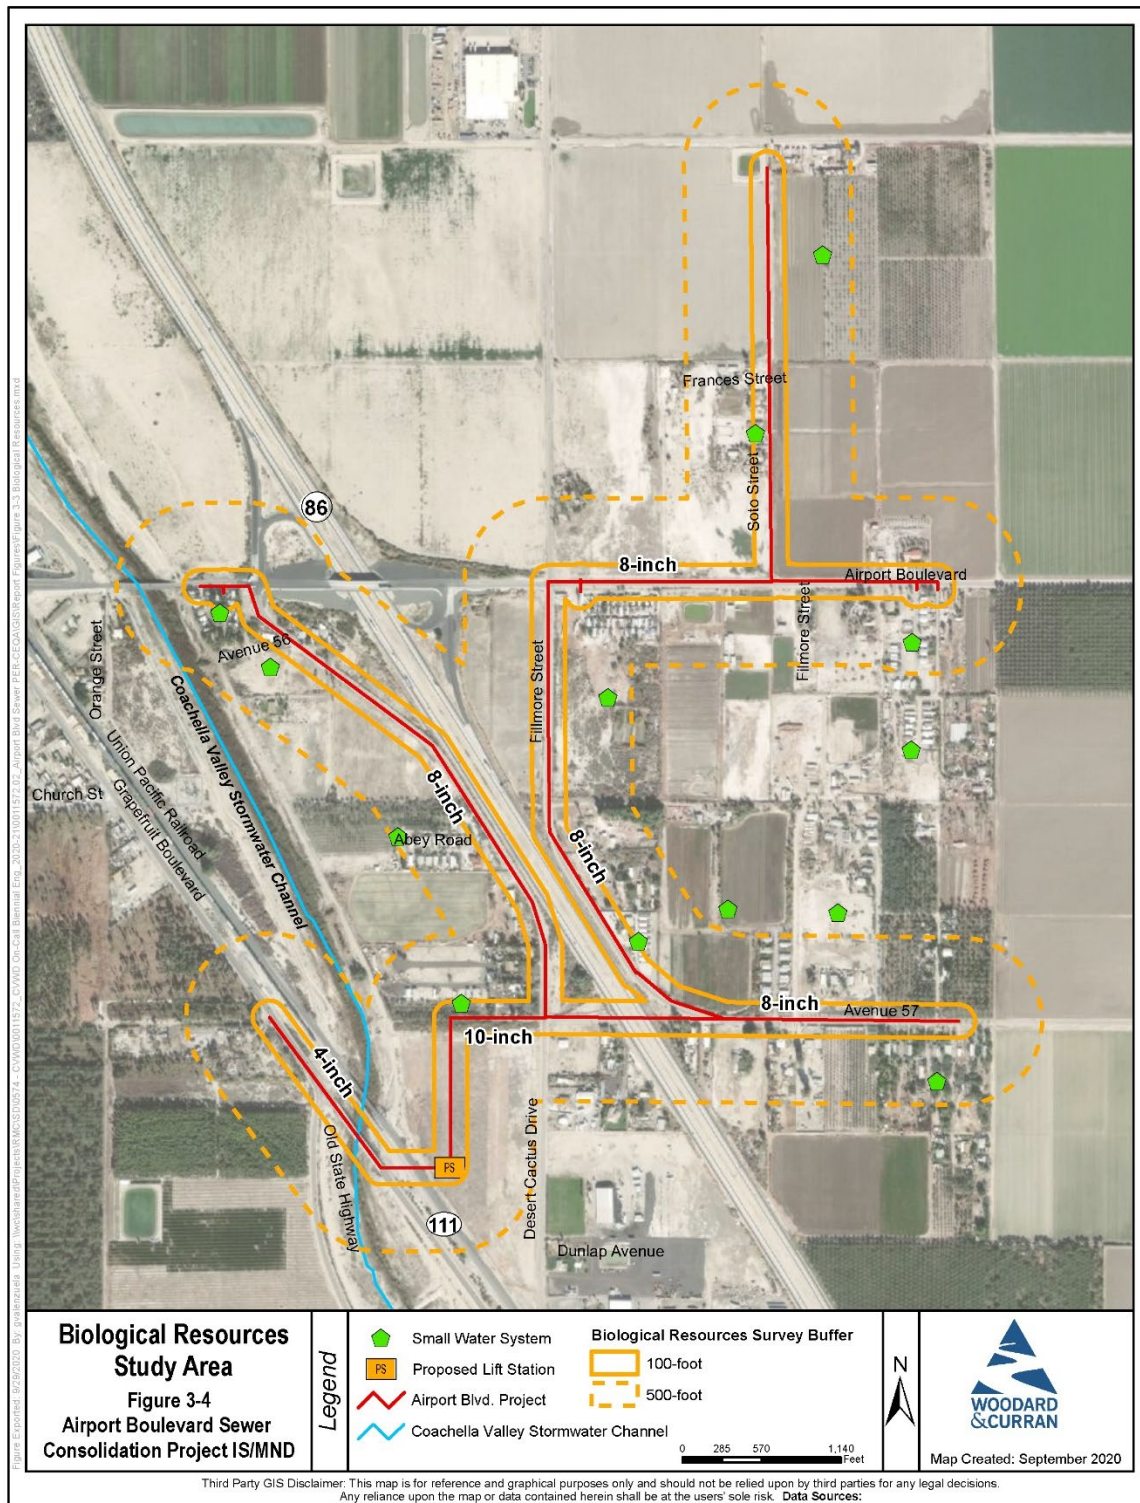 Frances Street
Soto Street
86
8-inch
Airport Boulevard
Fillmore Street
Fillmore Street
Avenue 56
Orange Street
Coachella Valley Stormwater Channel
Union Pacific Railroad
Grapefruit Boulevard
Church St
8-inch
Abey Road
8-inch
8-inch
Avenue 57
10-inch
4-inch
PS
Old State Highway
111
Desert Cactus Drive
Dunlap Avenue
Biological Resources
Study Area
Figure 3-4
Airport Boulevard Sewer
Consolidation Project IS/MND
Legend
Small Water System
PS
Proposed Lift Station
Airport Blvd. Project
Coachella Valley Stormwater Channel
Biological Resources Survey Buffer
100-foot
500-foot
0 285 570 1,140
Feet
N
WOODARD
&CURRAN
Map Created: September 2020
Third Party GIS Disclaimer: This map is for reference and graphical purposes only and should not be relied upon by third parties for any legal decisions.
Any reliance upon the map or data contained herein shall be at the users' sole risk. Data Sources: